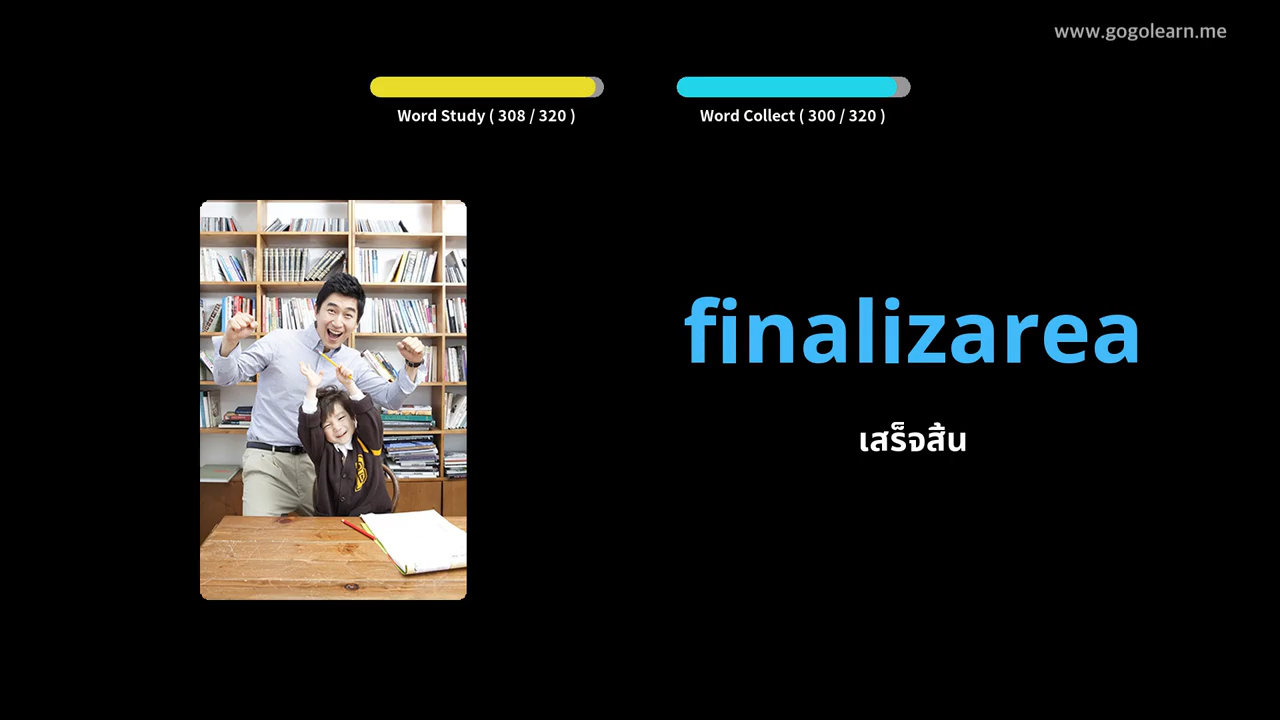 www.gogolearn.me
Word Study ( 308 / 320 )
Word Collect ( 300 / 320 )
finalizarea
เสร็จสิ้น